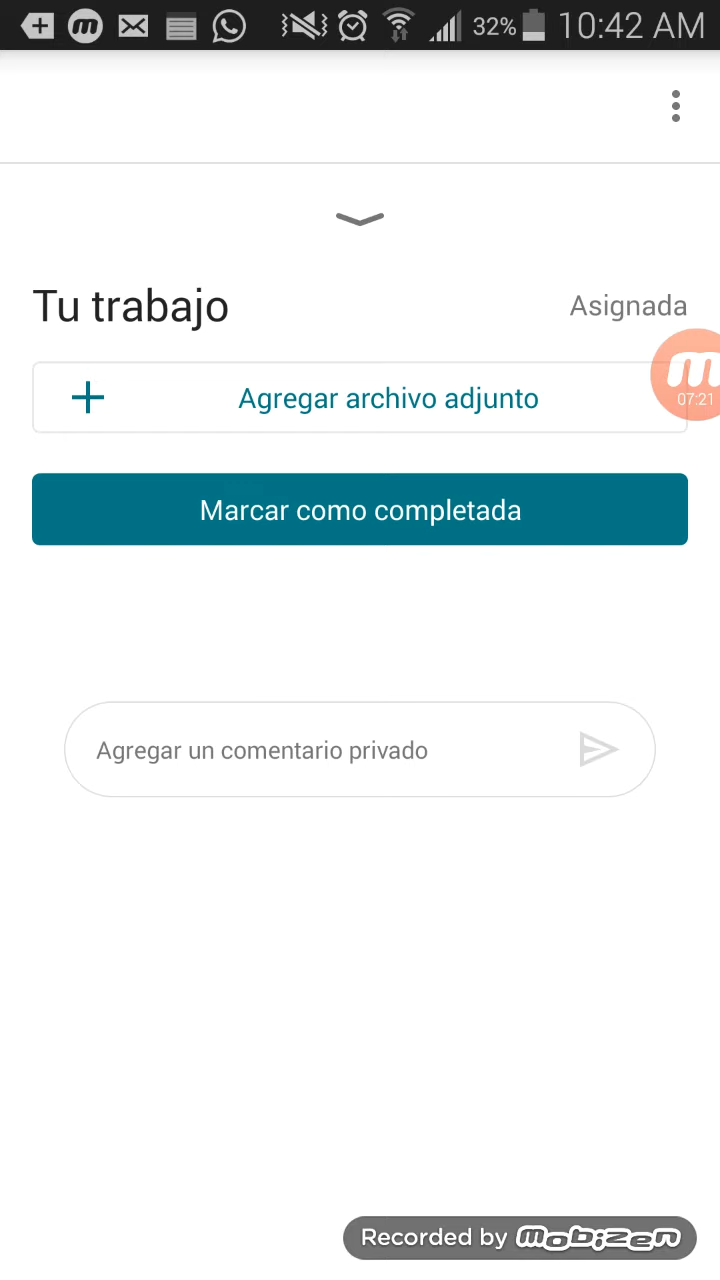 32% 10:42 AM
Tu trabajo Asignada
Agregar archivo adjunto
07:21
Marcar como completada
Agregar un comentario privado
Recorded by mobizen